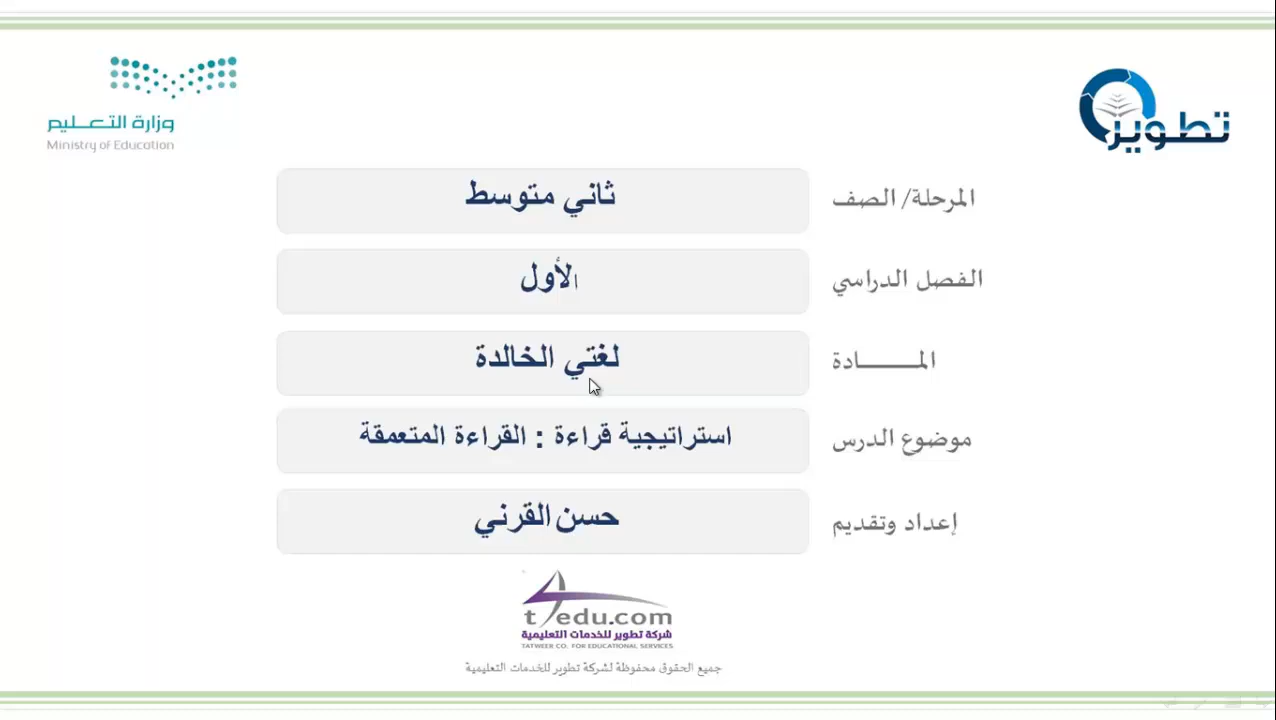 وزارة التعليم
Ministry of Education
تطوير
المرحلة/ الصف
ثاني متوسط
الفصل الدراسي
الأول
المــــــــادة
لغتي الخالدة
موضوع الدرس
استراتيجية قراءة : القراءة المتعمقة
إعداد وتقديم
حسن القرني
t4edu.com
شركة تطوير للخدمات التعليمية
TATWEER CO. FOR EDUCATIONAL SERVICES
جميع الحقوق محفوظة لشركة تطوير للخدمات التعليمية